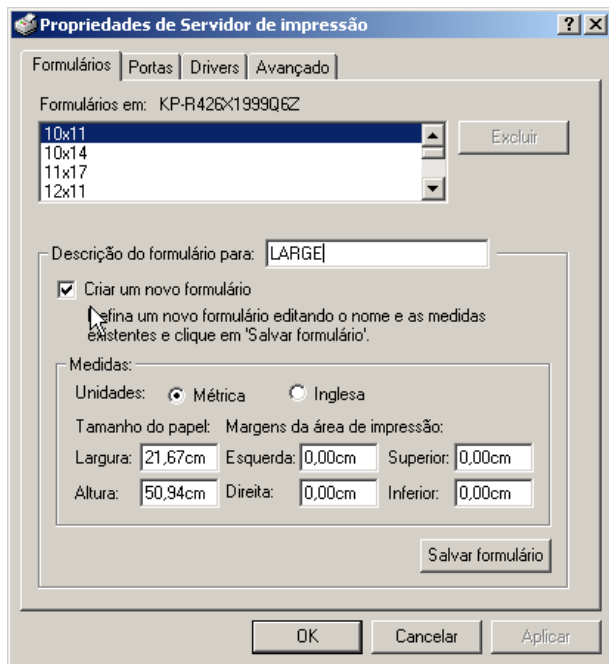 Propriedades de Servidor de impressão
Formulários Portas Drivers Avançado
Formulários em: KP-R426X1999Q6Z
10x11
10x14
11x17
12x11
Excluir
Descrição do formulário para: LARGE
Criar um novo formulário
Defina um novo formulário editando o nome e as medidas
existentes e clique em 'Salvar formulário'.
Medidas:
Unidades: Métrica Inglesa
Tamanho do papel: Margens da área de impressão:
Largura: 21,67cm Esquerda: 0,00cm Superior: 0,00cm
Altura: 50,94cm Direita: 0,00cm Inferior: 0,00cm
Salvar formulário
OK Cancelar Aplicar